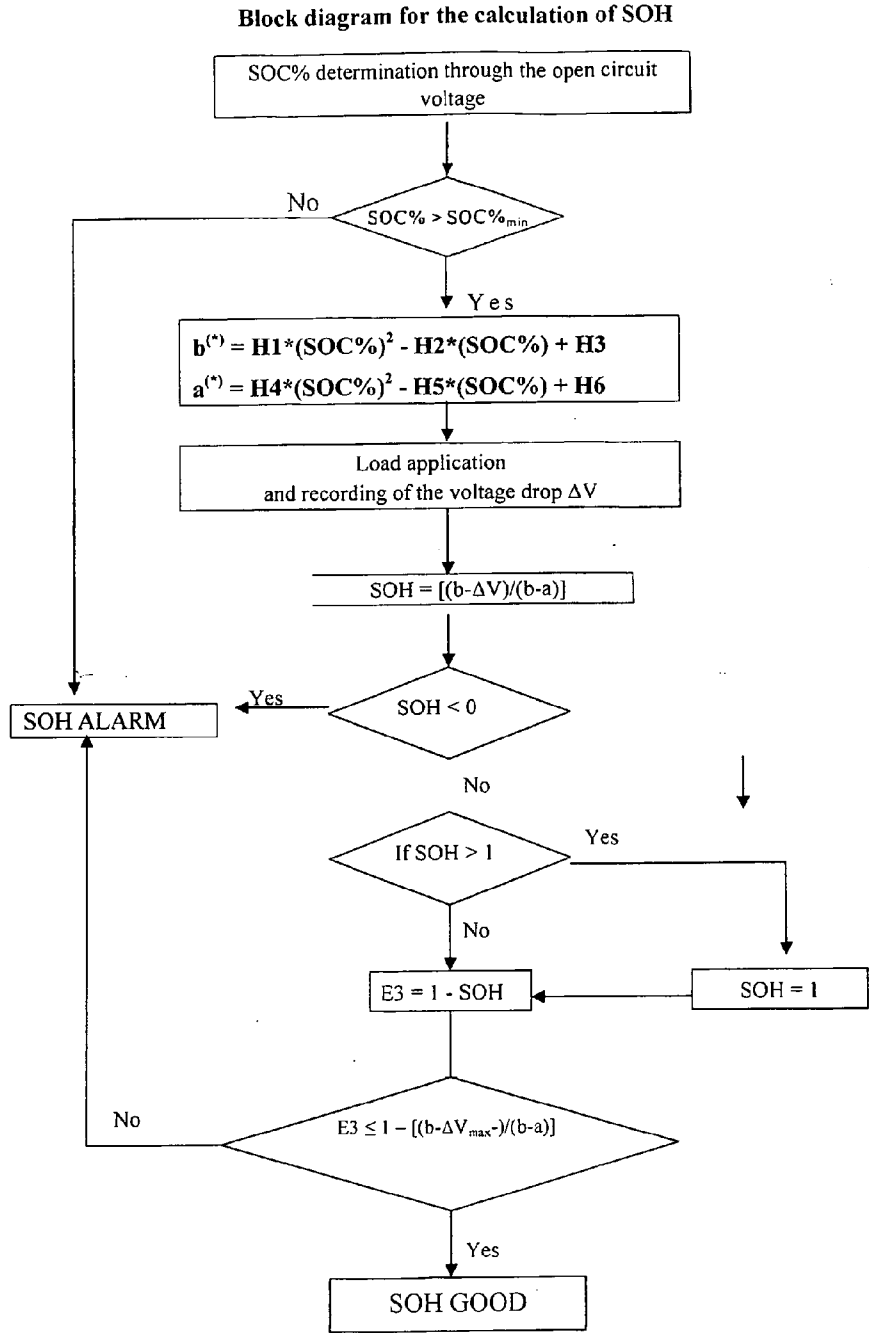 Block diagram for the calculation of SOH
SOC% determination through the open circuit
voltage
No
SOC% > SOC%min
Yes
b(*) = H1*(SOC%)² - H2*(SOC%) + H3
a(*) = H4*(SOC%)² - H5*(SOC%) + H6
Load application
and recording of the voltage drop ΔV
SOH = [(b-ΔV)/(b-a)]
Yes
SOH < 0
SOH ALARM
No
If SOH > 1
Yes
No
E3 = 1 - SOH
SOH = 1
No
E3 ≤ 1 – [(b-ΔVmax-)/(b-a)]
Yes
SOH GOOD